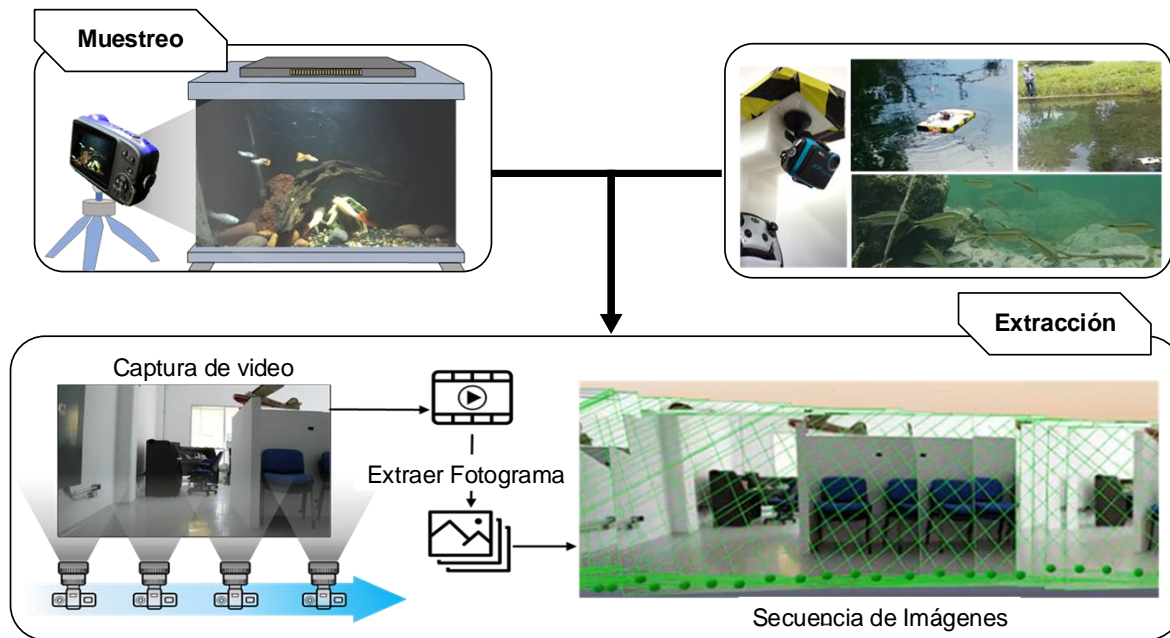 Muestreo
Extracción
Captura de video
Extraer Fotograma
Secuencia de Imágenes